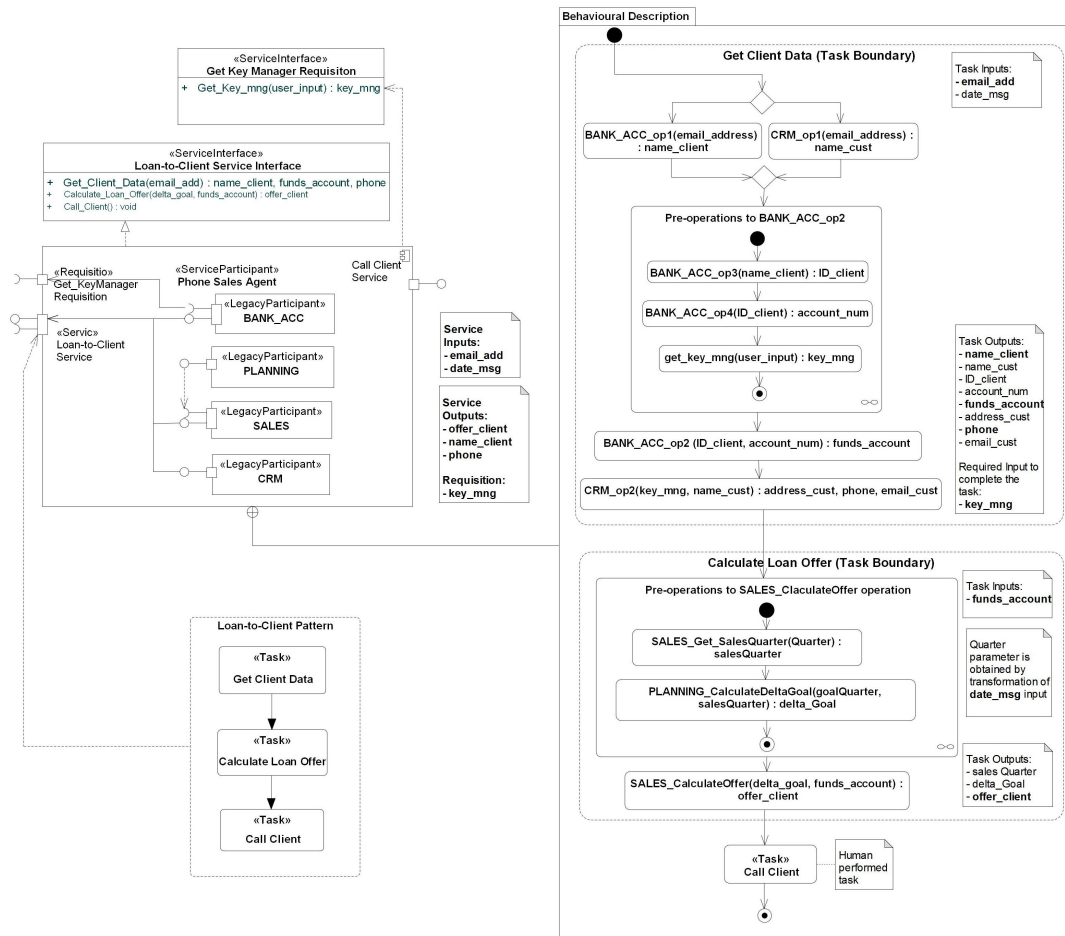 «ServiceInterface»
Get Key Manager Requisiton
+ Get_Key_mng(user_input) : key_mng
«ServiceInterface»
Loan-to-Client Service Interface
+ Get_Client_Data(email_add) : name_client, funds_account, phone
+ Calculate_Loan_Offer(delta_goal, funds_account) : offer_client
+ Call_Client() : void
«Requisitio»
Get_KeyManager
Requisition
«Servic»
Loan-to-Client
Service
«ServiceParticipant»
Phone Sales Agent
Call Client
Service
«LegacyParticipant»
BANK_ACC
«LegacyParticipant»
PLANNING
«LegacyParticipant»
SALES
«LegacyParticipant»
CRM
Service
Inputs:
- email_add
- date_msg
Service
Outputs:
- offer_client
- name_client
- phone
Requisition:
- key_mng
Loan-to-Client Pattern
«Task»
Get Client Data
«Task»
Calculate Loan Offer
«Task»
Call Client
Behavioural Description
Get Client Data (Task Boundary)
Task Inputs:
- email_add
- date_msg
BANK_ACC_op1(email_address)
: name_client
CRM_op1(email_address) :
name_cust
Pre-operations to BANK_ACC_op2
BANK_ACC_op3(name_client) : ID_client
BANK_ACC_op4(ID_client) : account_num
get_key_mng(user_input) : key_mng
BANK_ACC_op2 (ID_client, account_num) : funds_account
CRM_op2(key_mng, name_cust) : address_cust, phone, email_cust
Task Outputs:
- name_client
- name_cust
- ID_client
- account_num
- funds_account
- address_cust
- phone
- email_cust
Required Input to
complete the
task:
- key_mng
Calculate Loan Offer (Task Boundary)
Pre-operations to SALES_ClaculateOffer operation
SALES_Get_SalesQuarter(Quarter) :
salesQuarter
PLANNING_CalculateDeltaGoal(goalQuarter,
salesQuarter) : delta_Goal
SALES_CalculateOffer(delta_goal, funds_account) :
offer_client
Task Inputs:
- funds_account
Quarter
parameter is
obtained by
transformation of
date_msg input
Task Outputs:
- sales Quarter
- delta_Goal
- offer_client
«Task»
Call Client
Human
performed
task